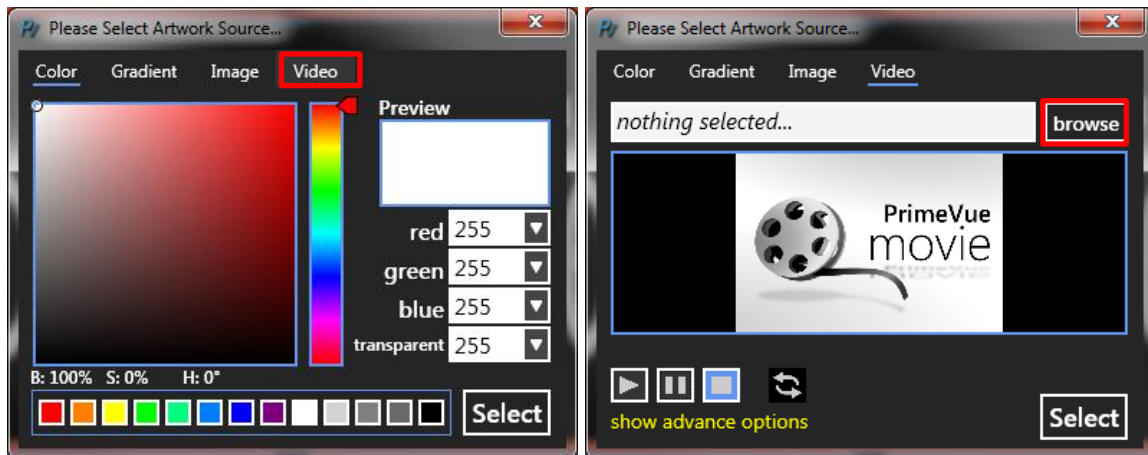 Please Select Artwork Source...
Color Gradient Image Video
Preview
red 255
green 255
blue 255
transparent 255
B: 100% S: 0% H: 0°
Select
Please Select Artwork Source...
Color Gradient Image Video
nothing selected...
browse
PrimeVue
movie
show advance options
Select